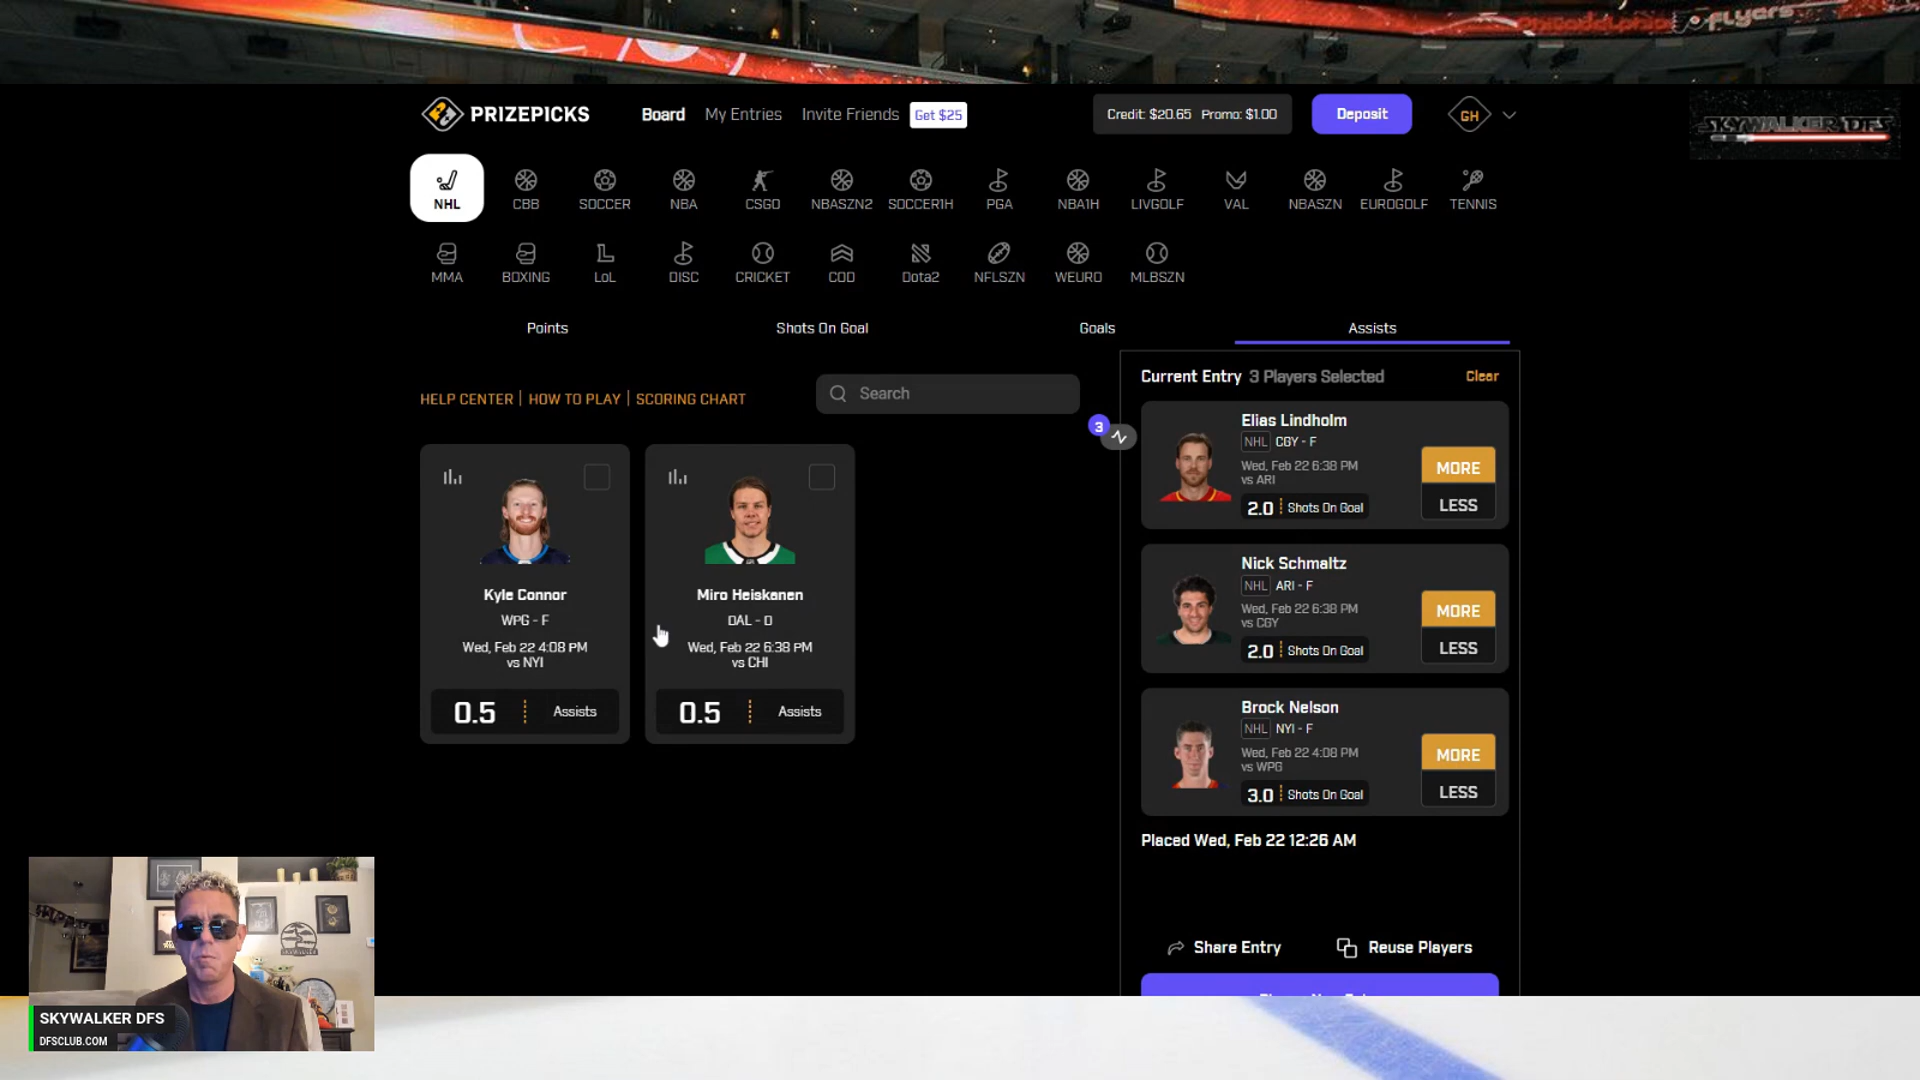 Philadelphia Flyers
PRIZEPICKS
Board
My Entries
Invite Friends
Get $25
Credit: $20.65 Promo: $1.00
Deposit
GH
SKYWALKER DFS
NHL
CBB
SOCCER
NBA
CSGO
NBASZN2
SOCCER1H
PGA
NBA1H
LIVGOLF
VAL
NBASZN
EUROGOLF
TENNIS
MMA
BOXING
LoL
DISC
CRICKET
COD
Dota2
NFLSZN
WEURO
MLBSZN
Points
Shots On Goal
Goals
Assists
HELP CENTER | HOW TO PLAY | SCORING CHART
Search
Kyle Connor
WPG - F
Wed, Feb 22 4:08 PM
vs NYI
0.5
Assists
Miro Heiskanen
DAL - D
Wed, Feb 22 6:38 PM
vs CHI
0.5
Assists
Current Entry 3 Players Selected
Clear
3
Elias Lindholm
NHL CGY - F
Wed, Feb 22 6:38 PM
vs ARI
2.0 Shots On Goal
MORE
LESS
Nick Schmaltz
NHL ARI - F
Wed, Feb 22 6:38 PM
vs CGY
2.0 Shots On Goal
MORE
LESS
Brock Nelson
NHL NYI - F
Wed, Feb 22 4:08 PM
vs WPG
3.0 Shots On Goal
MORE
LESS
Placed Wed, Feb 22 12:26 AM
Share Entry
Reuse Players
SKYWALKER DFS
DFSCLUB.COM